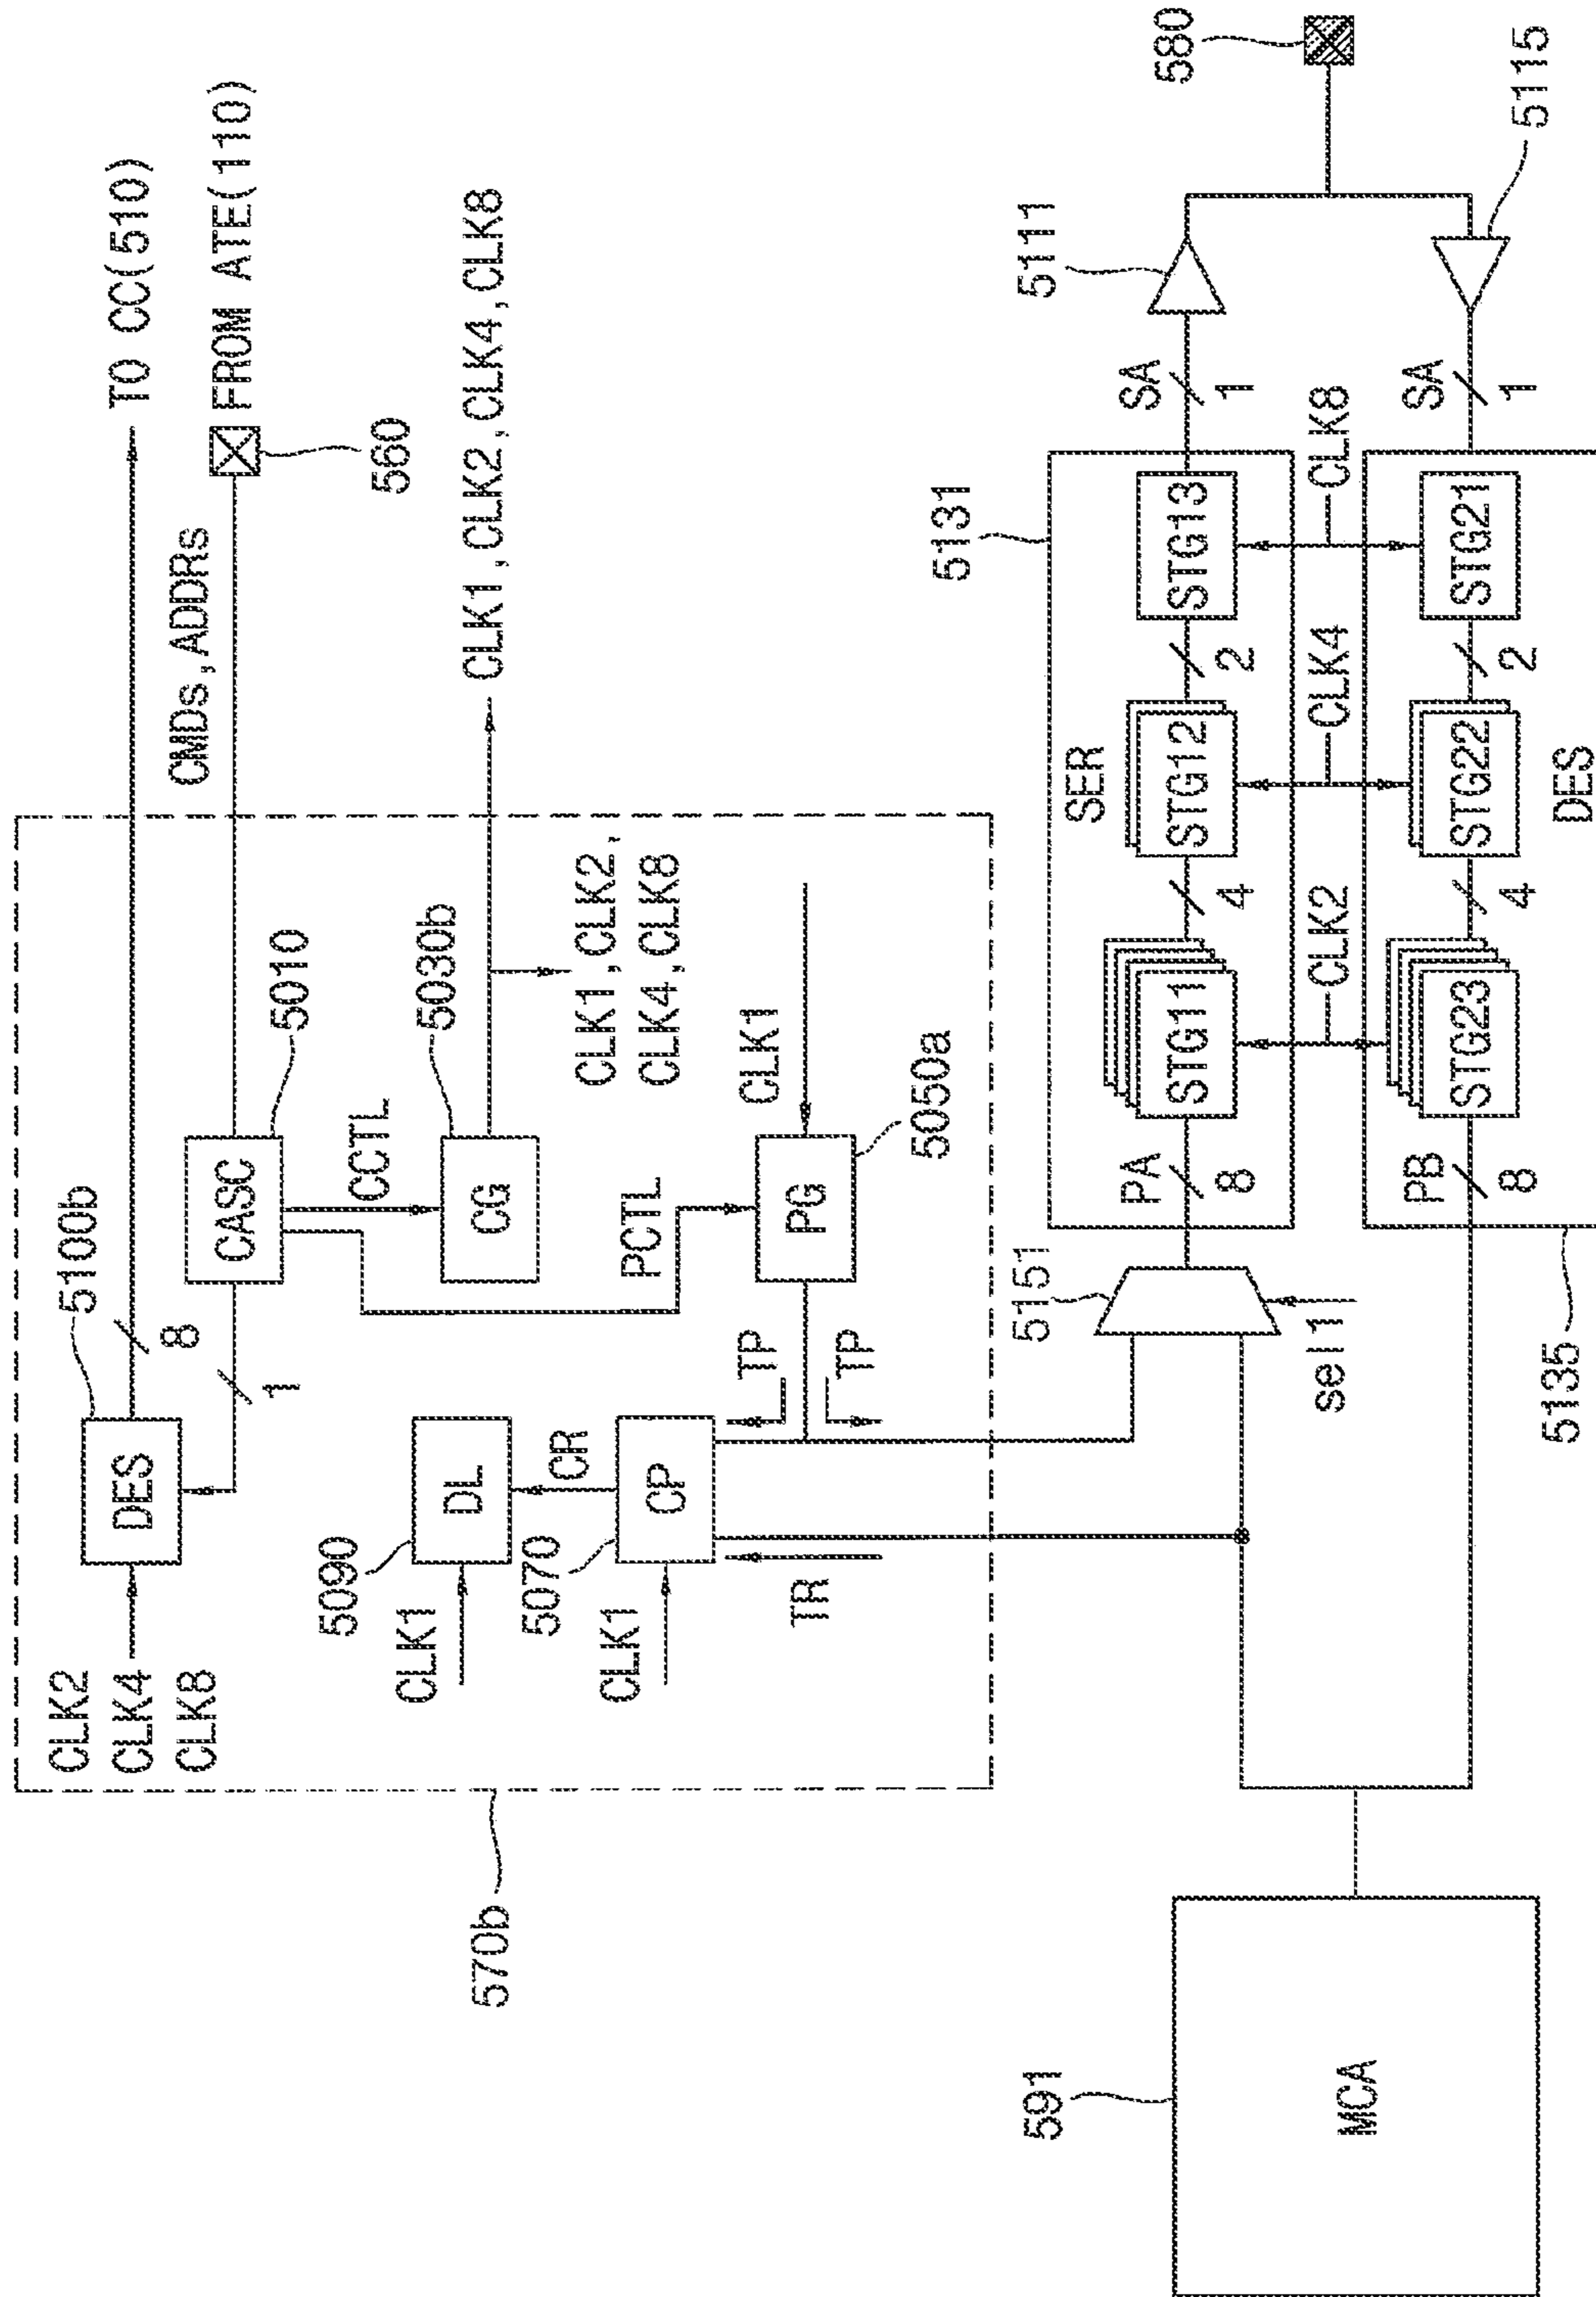 CLK2
CLK4
CLK8
DES
5100b
8
TO CC(510)
1
CASC
5010
CMDs,ADDRs
560
FROM ATE(110)
CCTL
CG
5030b
CLK1,CLK2,CLK4,CLK8
CLK1,CLK2,
CLK4,CLK8
5090
DL
CLK1
CR
5070
CP
CLK1
TP
TP
TR
PCTL
PG
CLK1
5050a
570b
591
MCA
5151
sel1
PA
8
STG11
4
SER
STG12
2
STG13
5131
SA
1
5111
580
CLK2
CLK4
CLK8
PB
8
STG23
4
STG22
2
STG21
DES
SA
1
5115
5135